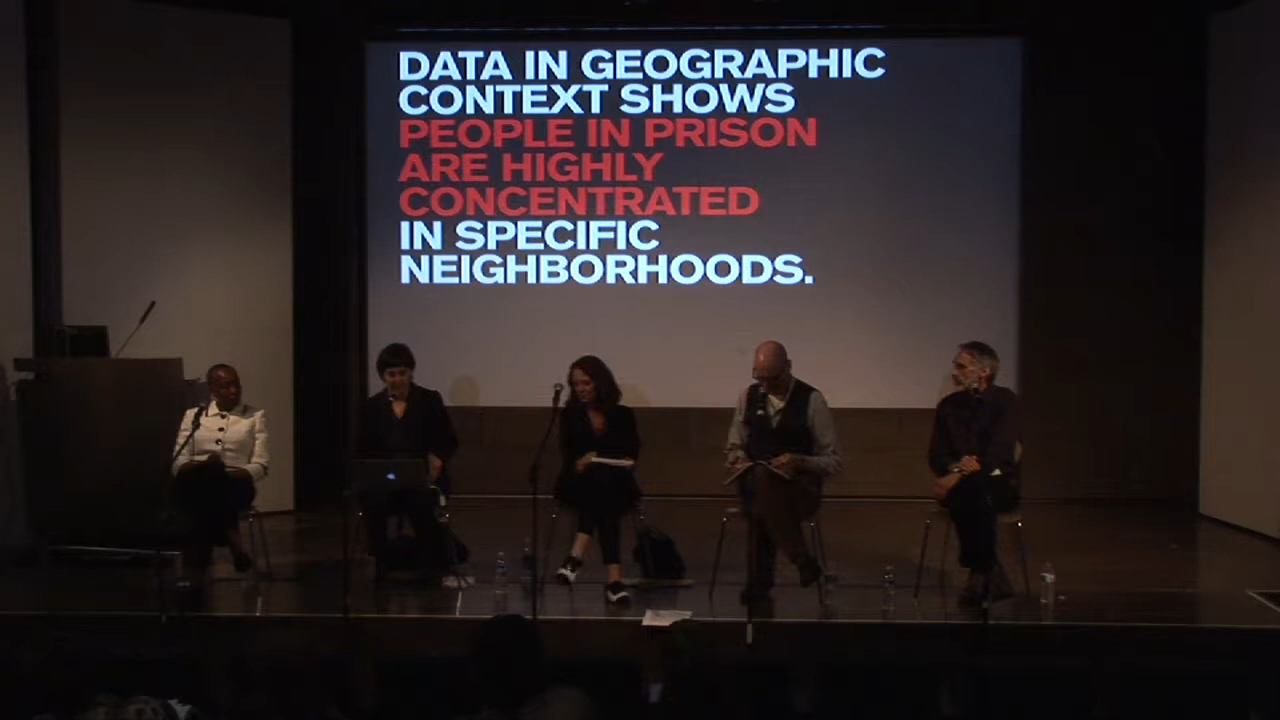 DATA IN GEOGRAPHIC
CONTEXT SHOWS
PEOPLE IN PRISON
ARE HIGHLY
CONCENTRATED
IN SPECIFIC
NEIGHBORHOODS.